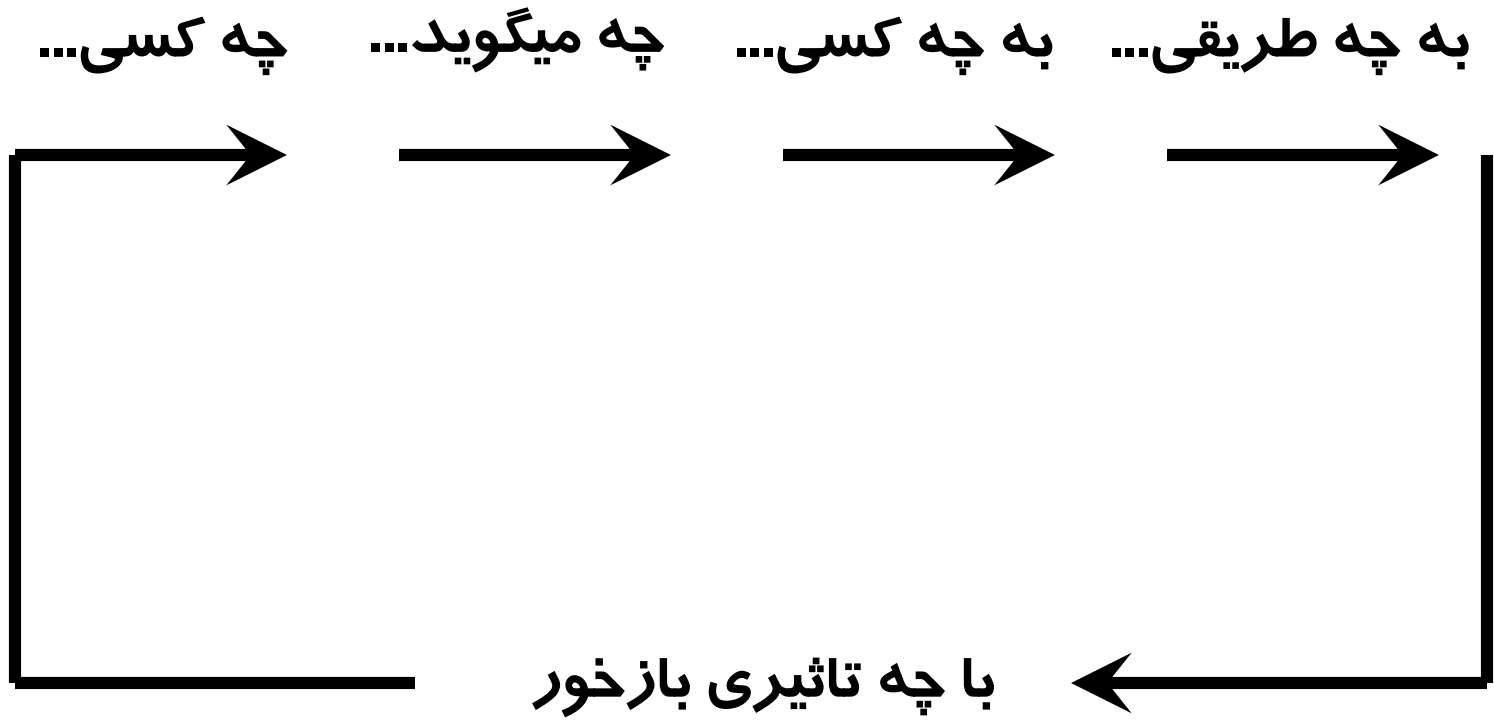 چه کسی...
چه میگوید...
به چه کسی...
به چه طریقی...
با چه تاثیری بازخور